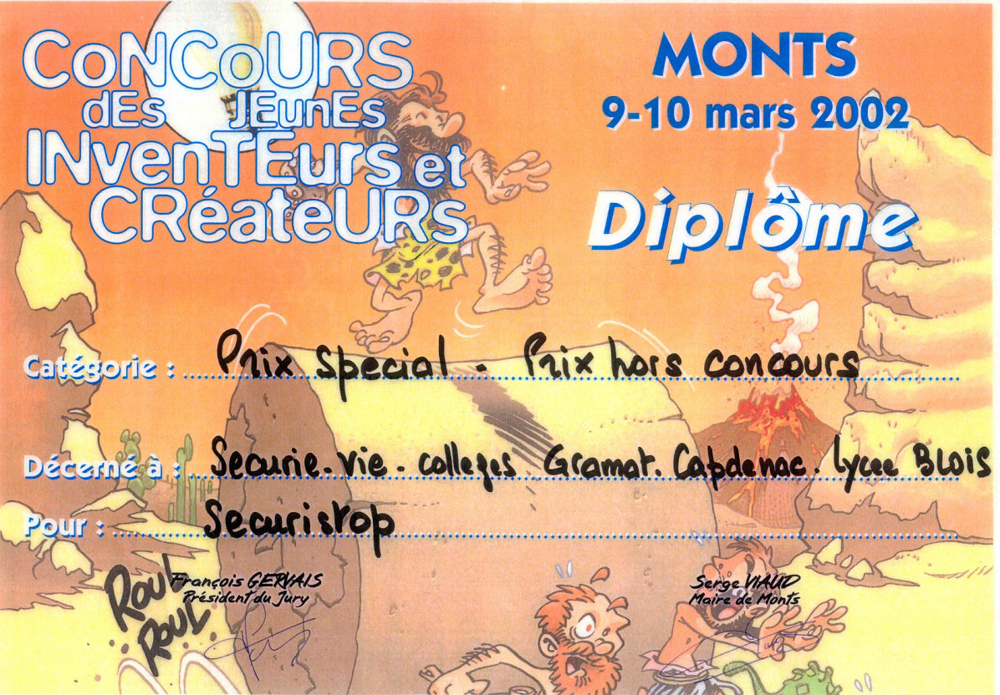 CoNCoURS
dEs JEunEs
INvenTEurs et
CRéateURs
MONTS
9-10 mars 2002
Diplôme
Catégorie : Prix special - Prix hors concours
Décerné à : Securie. vie. colleges Gramat. Capdenac. lycee BLOIS
Pour : Securistop
ROUL
ROUL
François GERVAIS
Président du Jury
Serge VIAUD
Maire de Monts